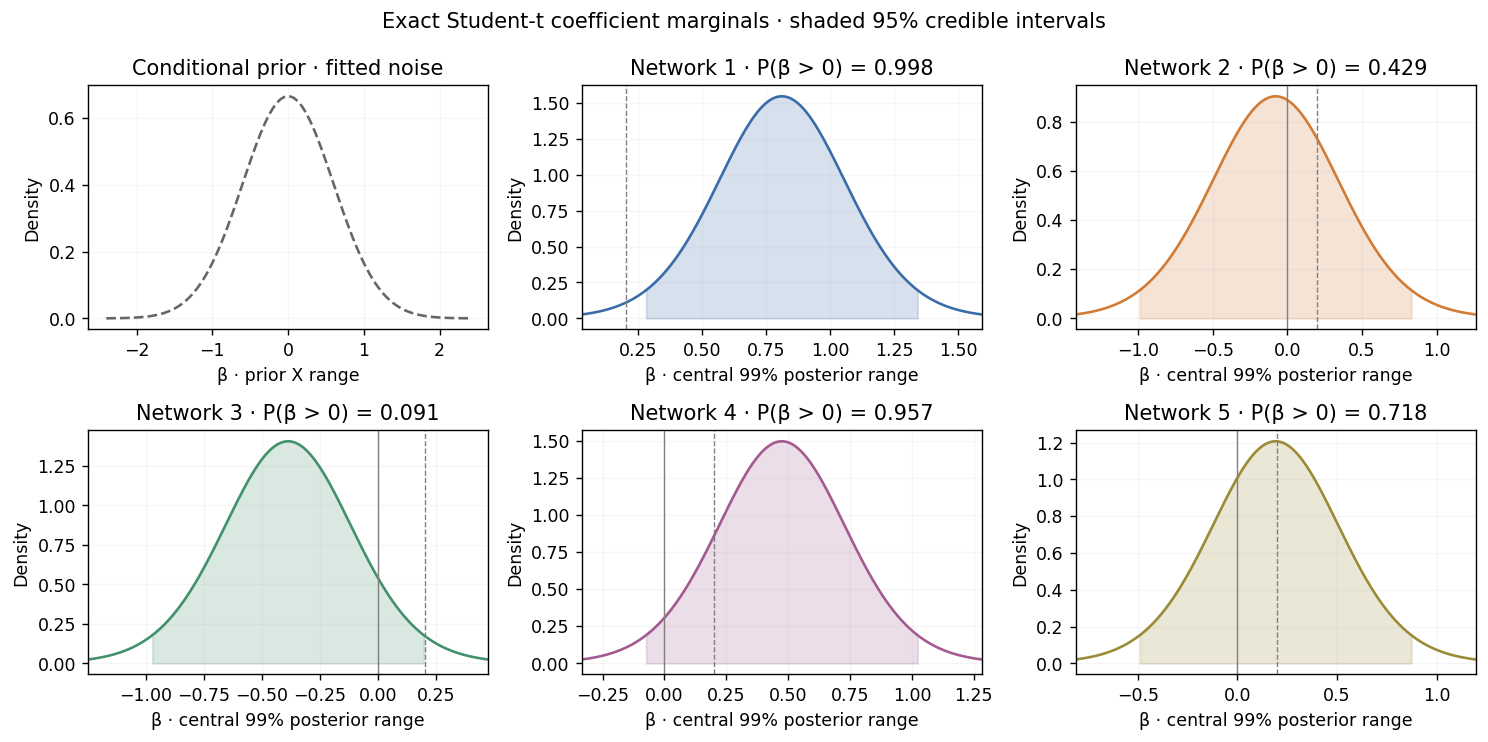 Exact Student-t coefficient marginals · shaded 95% credible intervals
Conditional prior · fitted noise
Density
0.6
0.4
0.2
0.0
−2 −1 0 1 2
β · prior X range
Network 1 · P(β > 0) = 0.998
Density
1.50
1.25
1.00
0.75
0.50
0.25
0.00
0.25 0.50 0.75 1.00 1.25 1.50
β · central 99% posterior range
Network 2 · P(β > 0) = 0.429
Density
0.8
0.6
0.4
0.2
0.0
−1.0 −0.5 0.0 0.5 1.0
β · central 99% posterior range
Network 3 · P(β > 0) = 0.091
Density
1.25
1.00
0.75
0.50
0.25
0.00
−1.00 −0.75 −0.50 −0.25 0.00 0.25
β · central 99% posterior range
Network 4 · P(β > 0) = 0.957
Density
1.50
1.25
1.00
0.75
0.50
0.25
0.00
−0.25 0.00 0.25 0.50 0.75 1.00 1.25
β · central 99% posterior range
Network 5 · P(β > 0) = 0.718
Density
1.2
1.0
0.8
0.6
0.4
0.2
0.0
−0.5 0.0 0.5 1.0
β · central 99% posterior range